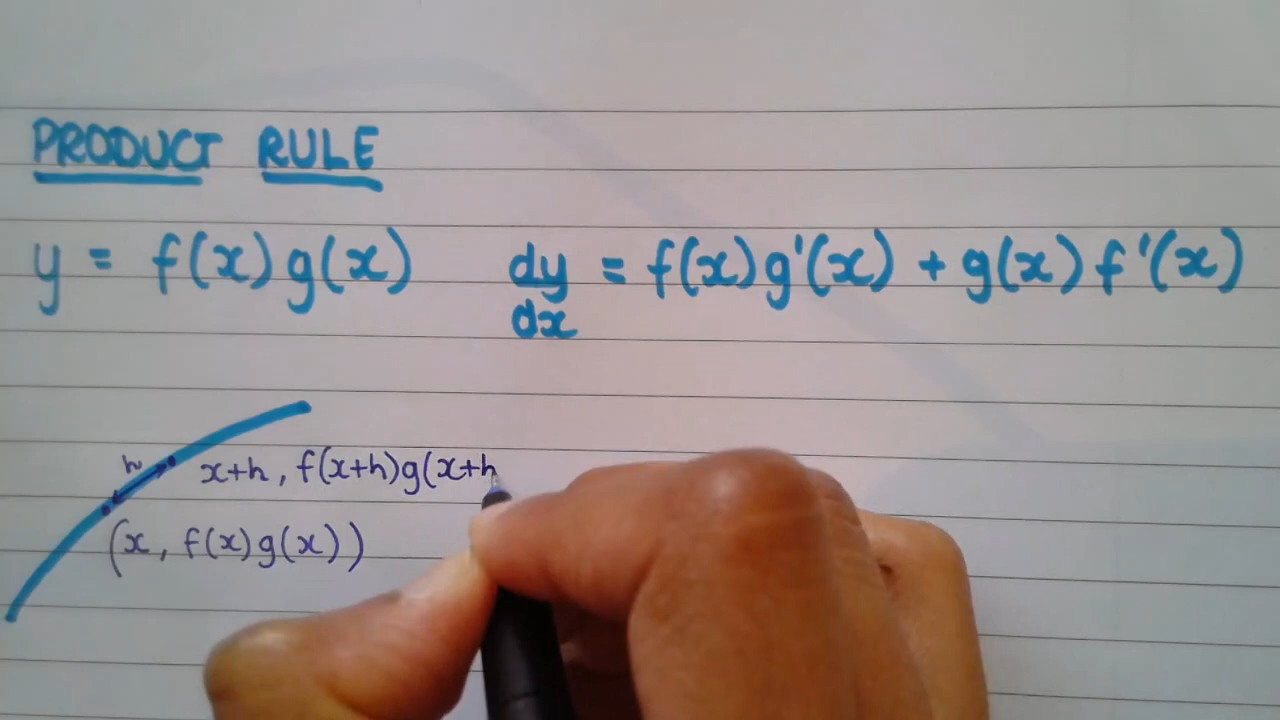 PRODUCT RULE
y = f(x)g(x) dy/dx = f(x)g'(x) + g(x)f'(x)
h x+h, f(x+h)g(x+h
(x, f(x)g(x))